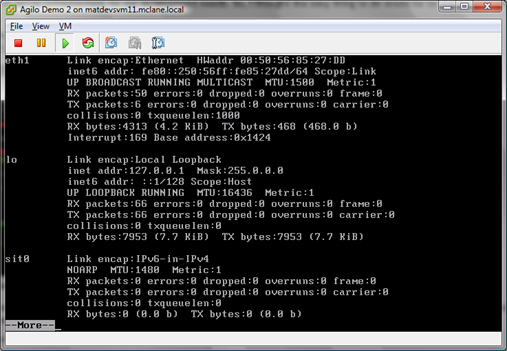 Agilo Demo 2 on matdevsvm11.mclane.local
File View VM
eth1 Link encap:Ethernet HWaddr 00:50:56:85:27:DD
inet6 addr: fe80::250:56ff:fe85:27dd/64 Scope:Link
UP BROADCAST RUNNING MULTICAST MTU:1500 Metric:1
RX packets:50 errors:0 dropped:0 overruns:0 frame:0
TX packets:6 errors:0 dropped:0 overruns:0 carrier:0
collisions:0 txqueuelen:1000
RX bytes:4313 (4.2 KiB) TX bytes:468 (468.0 b)
Interrupt:169 Base address:0x1424
lo Link encap:Local Loopback
inet addr:127.0.0.1 Mask:255.0.0.0
inet6 addr: ::1/128 Scope:Host
UP LOOPBACK RUNNING MTU:16436 Metric:1
RX packets:66 errors:0 dropped:0 overruns:0 frame:0
TX packets:66 errors:0 dropped:0 overruns:0 carrier:0
collisions:0 txqueuelen:0
RX bytes:7953 (7.7 KiB) TX bytes:7953 (7.7 KiB)
sit0 Link encap:IPv6-in-IPv4
NOARP MTU:1480 Metric:1
RX packets:0 errors:0 dropped:0 overruns:0 frame:0
TX packets:0 errors:0 dropped:0 overruns:0 carrier:0
collisions:0 txqueuelen:0
RX bytes:0 (0.0 b) TX bytes:0 (0.0 b)
--More--